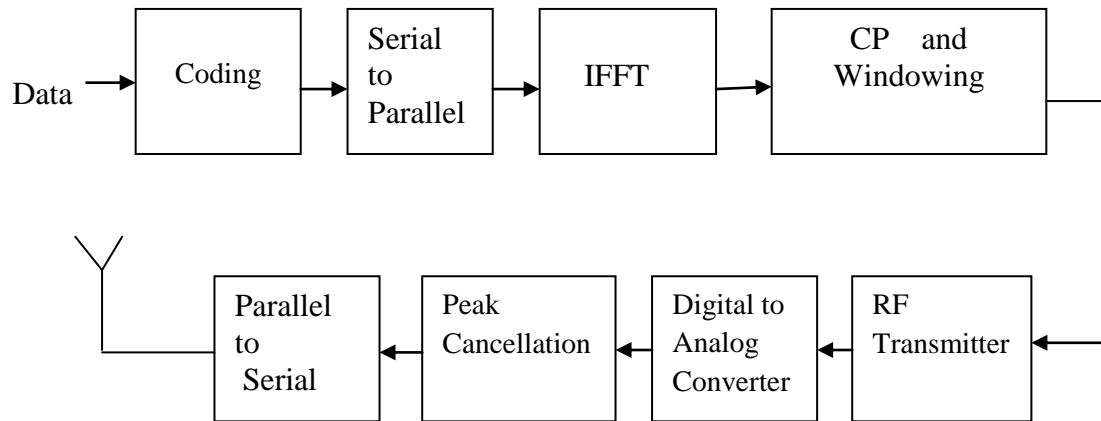 Data
Coding
Serial
to
Parallel
IFFT
CP and
Windowing
Parallel
to
Serial
Peak
Cancellation
Digital to
Analog
Converter
RF
Transmitter